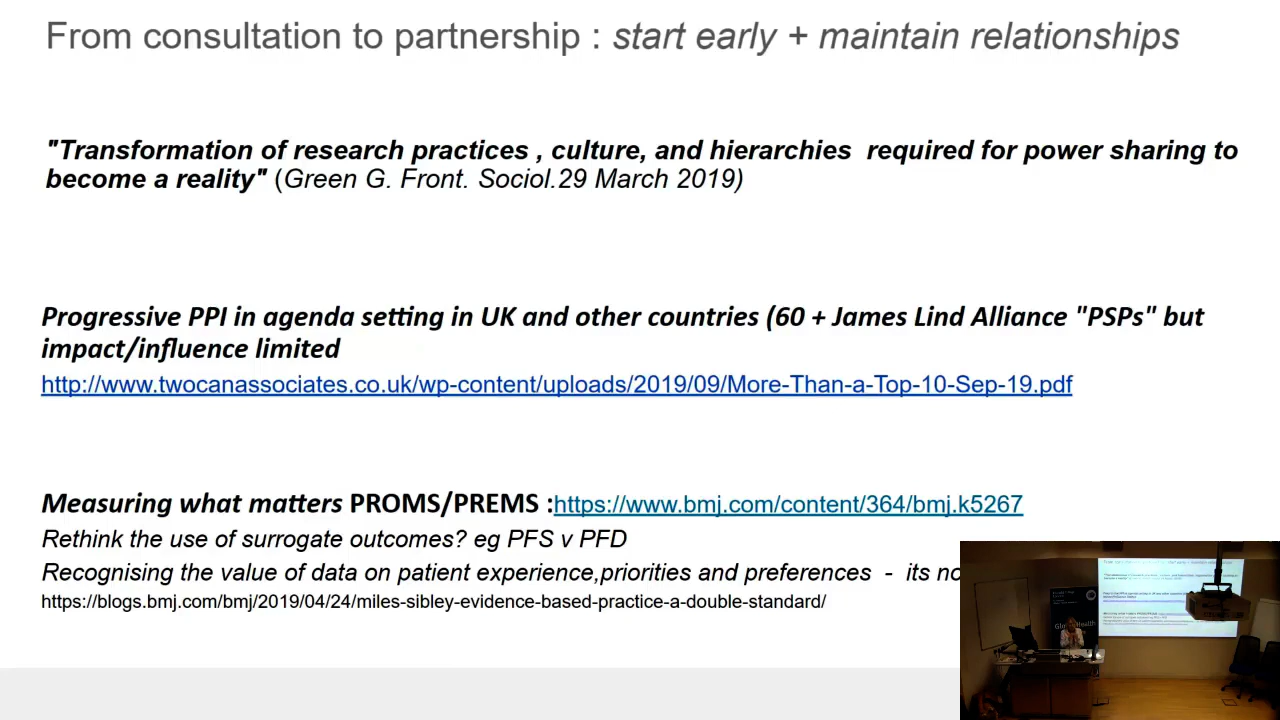 From consultation to partnership : start early + maintain relationships
"Transformation of research practices , culture, and hierarchies required for power sharing to
become a reality" (Green G. Front. Sociol.29 March 2019)
Progressive PPI in agenda setting in UK and other countries (60 + James Lind Alliance "PSPs" but
impact/influence limited
http://www.twocanassociates.co.uk/wp-content/uploads/2019/09/More-Than-a-Top-10-Sep-19.pdf
Measuring what matters PROMS/PREMS :https://www.bmj.com/content/364/bmj.k5267
Rethink the use of surrogate outcomes? eg PFS v PFD
Recognising the value of data on patient experience,priorities and preferences - its no
https://blogs.bmj.com/bmj/2019/04/24/miles-sibley-evidence-based-practice-a-double-standard/